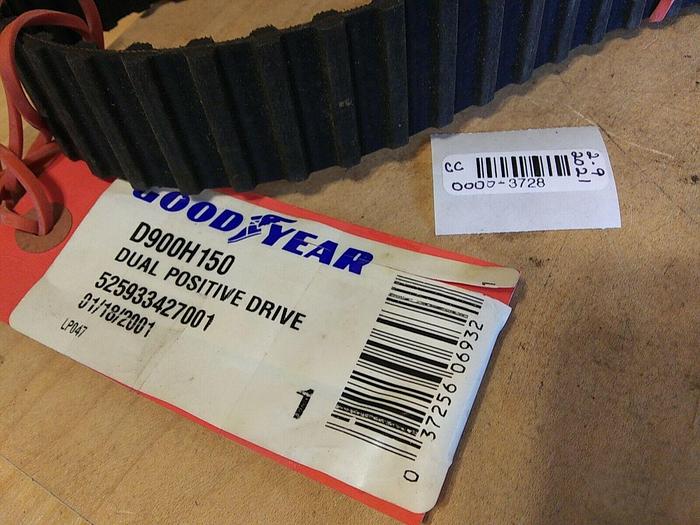 GOODYEAR
D900H150
DUAL POSITIVE DRIVE
525933427001
01/18/2001
LP047
1
0 37256 06932
CC
0000-3728
2-9
2021